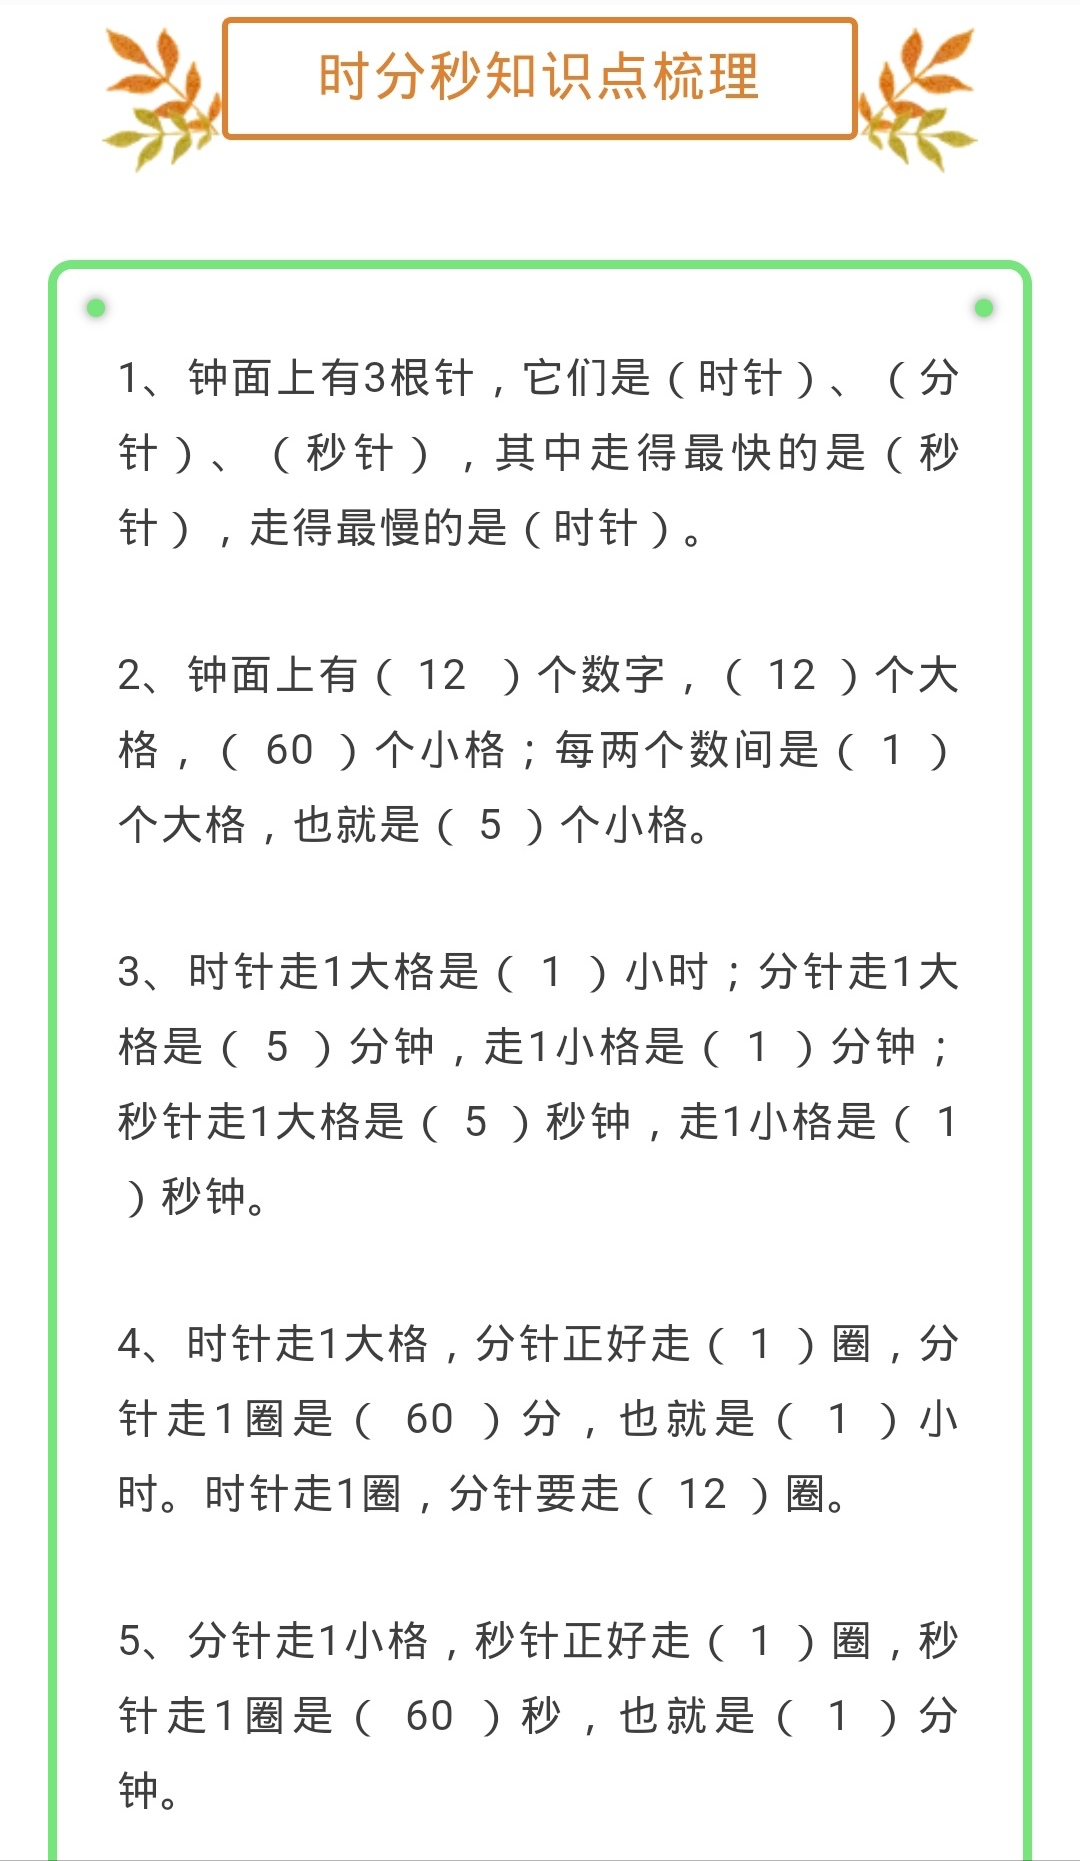 时分秒知识点梳理
1、钟面上有3根针，它们是（时针）、（分
针）、（秒针），其中走得最快的是（秒
针），走得最慢的是（时针）。
2、钟面上有（ 12 ）个数字，（ 12 ）个大
格，（ 60 ）个小格；每两个数间是（ 1 ）
个大格，也就是（ 5 ）个小格。
3、时针走1大格是（ 1 ）小时；分针走1大
格是（ 5 ）分钟，走1小格是（ 1 ）分钟；
秒针走1大格是（ 5 ）秒钟，走1小格是（ 1
）秒钟。
4、时针走1大格，分针正好走（ 1 ）圈，分
针走1圈是（ 60 ）分，也就是（ 1 ）小
时。时针走1圈，分针要走（ 12 ）圈。
5、分针走1小格，秒针正好走（ 1 ）圈，秒
针走1圈是（ 60 ）秒，也就是（ 1 ）分
钟。